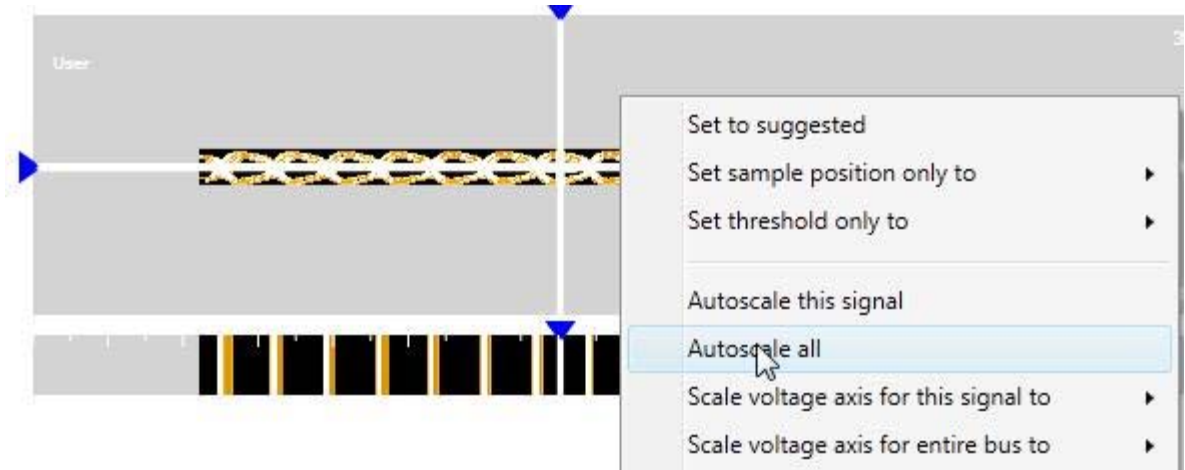 3
User
Set to suggested
Set sample position only to
Set threshold only to
Autoscale this signal
Autoscale all
Scale voltage axis for this signal to
Scale voltage axis for entire bus to